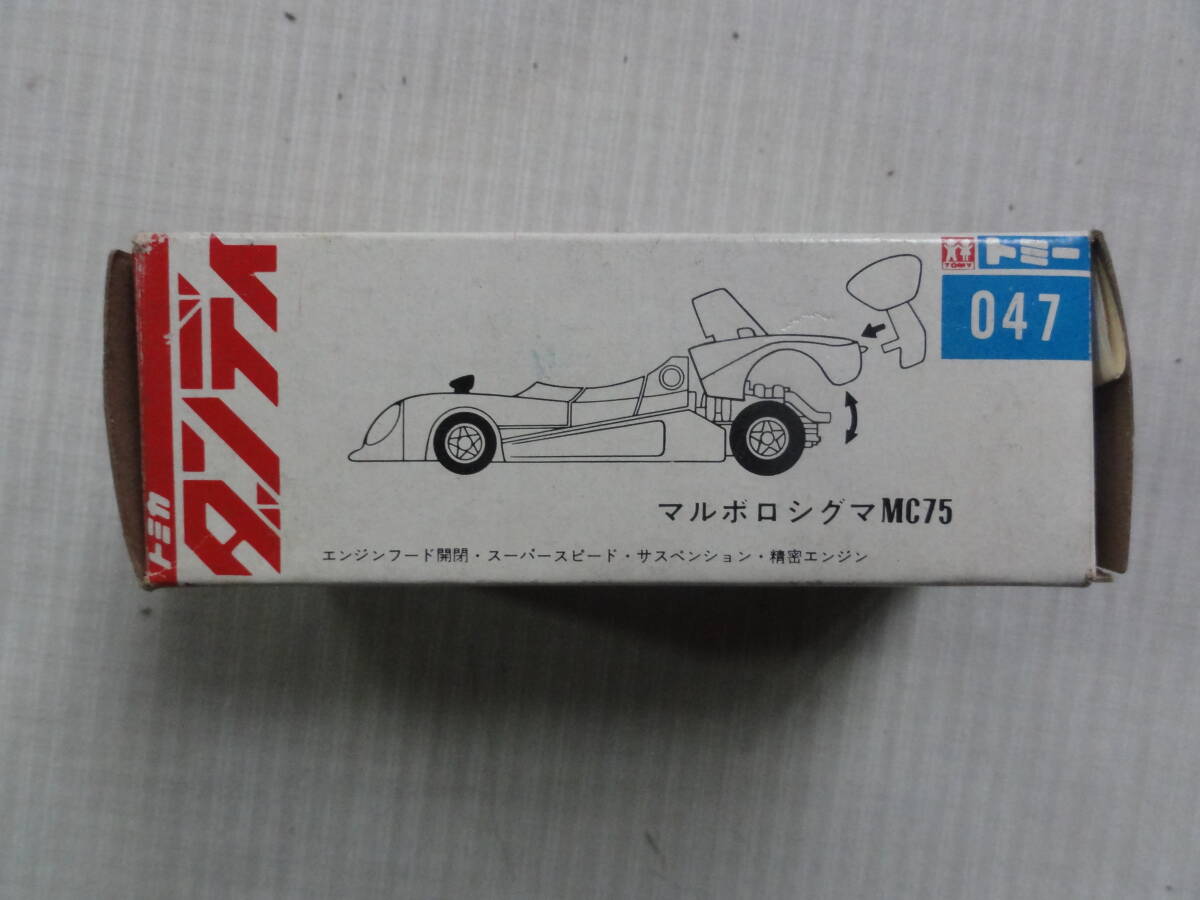 トミカ
ダンディ
TOMY
トミー
047
マルボロシグマMC75
エンジンフード開閉・スーパースピード・サスペンション・精密エンジン